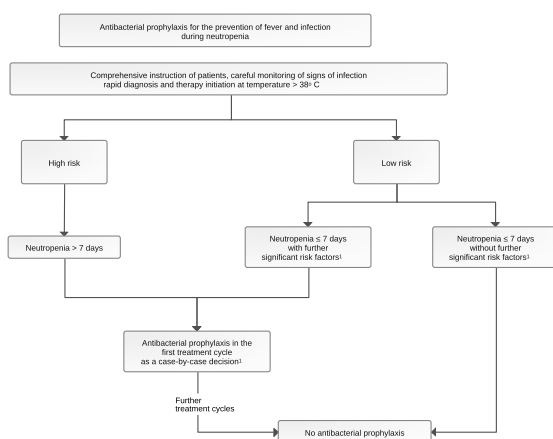 Antibacterial prophylaxis for the prevention of fever and infection
during neutropenia
Comprehensive instruction of patients, careful monitoring of signs of infection
rapid diagnosis and therapy initiation at temperature > 38º C
High risk
Low risk
Neutropenia > 7 days
Neutropenia ≤ 7 days
with further
significant risk factors¹
Neutropenia ≤ 7 days
without further
significant risk factors¹
Antibacterial prophylaxis in the
first treatment cycle
as a case-by-case decision¹
Further
treatment cycles
No antibacterial prophylaxis